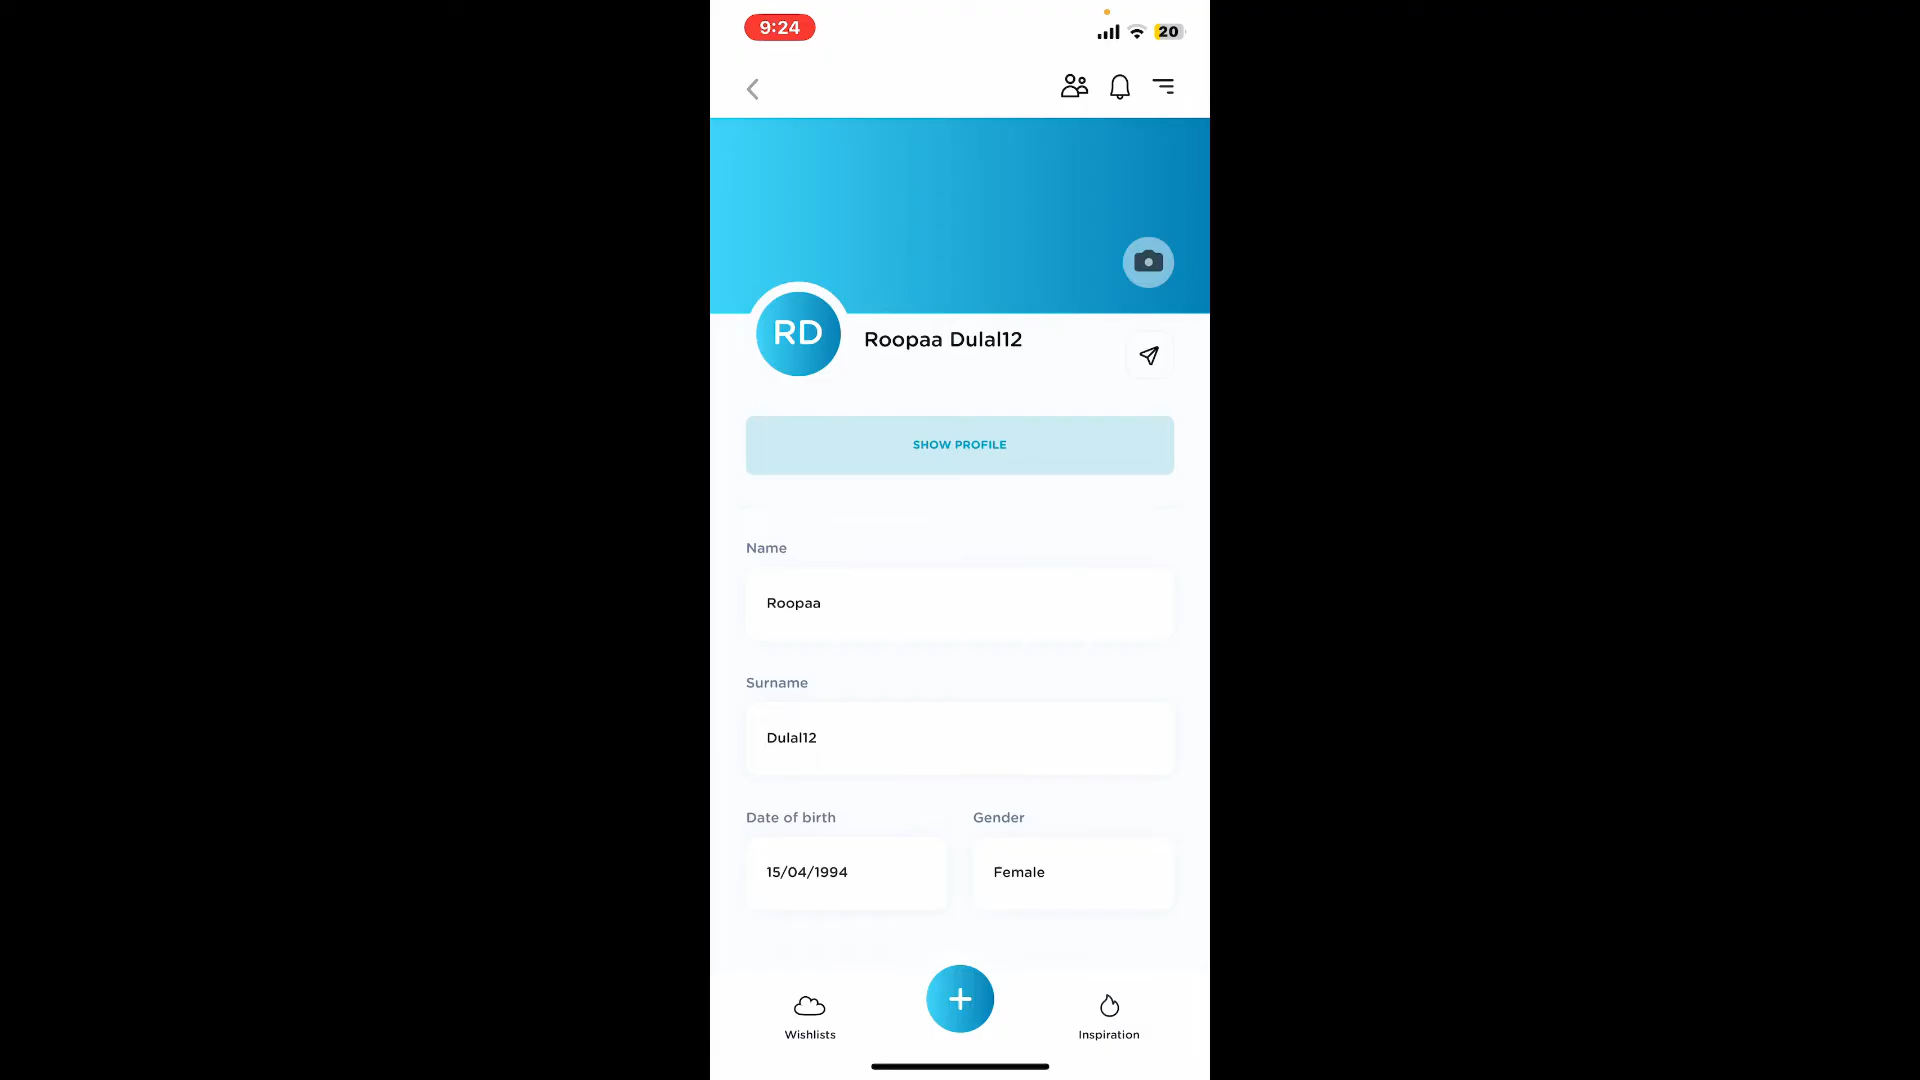 9:24
20
RD
Roopaa Dulal12
SHOW PROFILE
Name
Roopaa
Surname
Dulal12
Date of birth
Gender
15/04/1994
Female
Wishlists
Inspiration